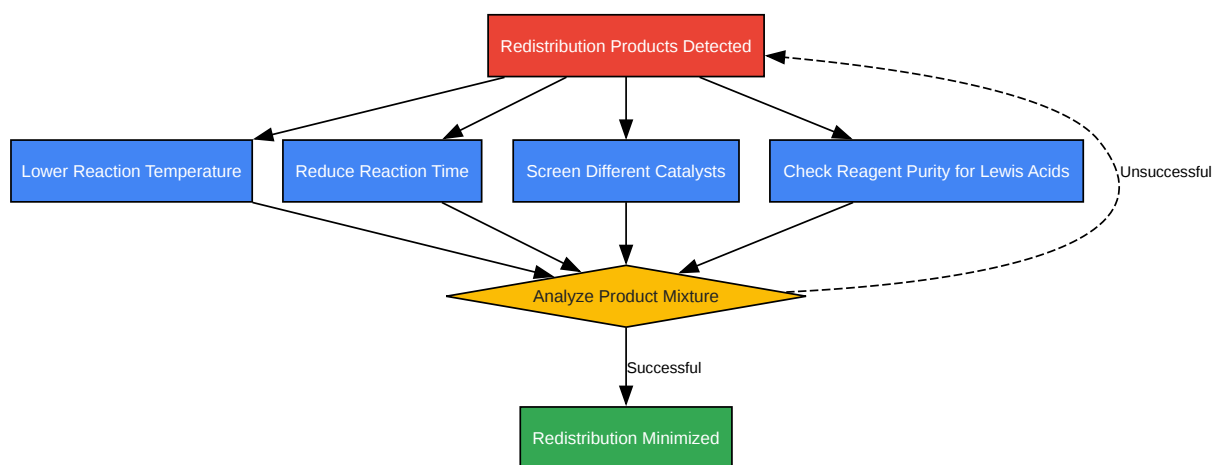 Redistribution Products Detected
Lower Reaction Temperature
Reduce Reaction Time
Screen Different Catalysts
Check Reagent Purity for Lewis Acids
Unsuccessful
Analyze Product Mixture
Successful
Redistribution Minimized